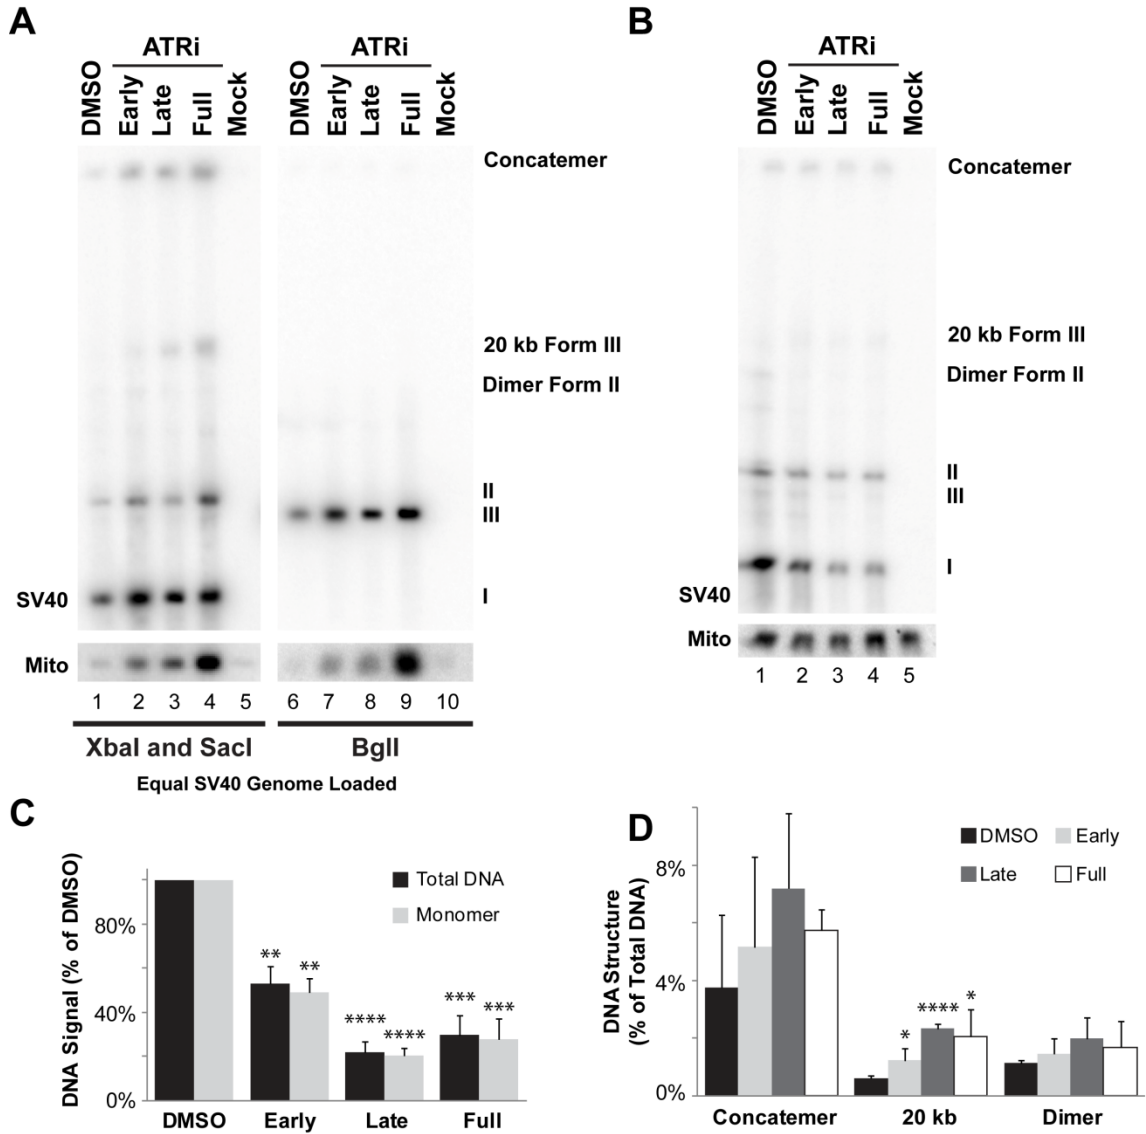 A
ATRi
ATRi
DMSO
Early
Late
Full
Mock
DMSO
Early
Late
Full
Mock
Concatemer
20 kb Form III
Dimer Form II
II
III
I
SV40
Mito
1 2 3 4 5 6 7 8 9 10
XbaI and SacI
BglI
Equal SV40 Genome Loaded
B
ATRi
DMSO
Early
Late
Full
Mock
Concatemer
20 kb Form III
Dimer Form II
II
III
I
SV40
Mito
1 2 3 4 5
C
DNA Signal (% of DMSO)
80%
40%
0%
Total DNA
Monomer
** **
**** ****
*** ***
DMSO Early Late Full
D
DNA Structure
(% of Total DNA)
8%
4%
0%
DMSO Early
Late Full
* **** *
Concatemer 20 kb Dimer